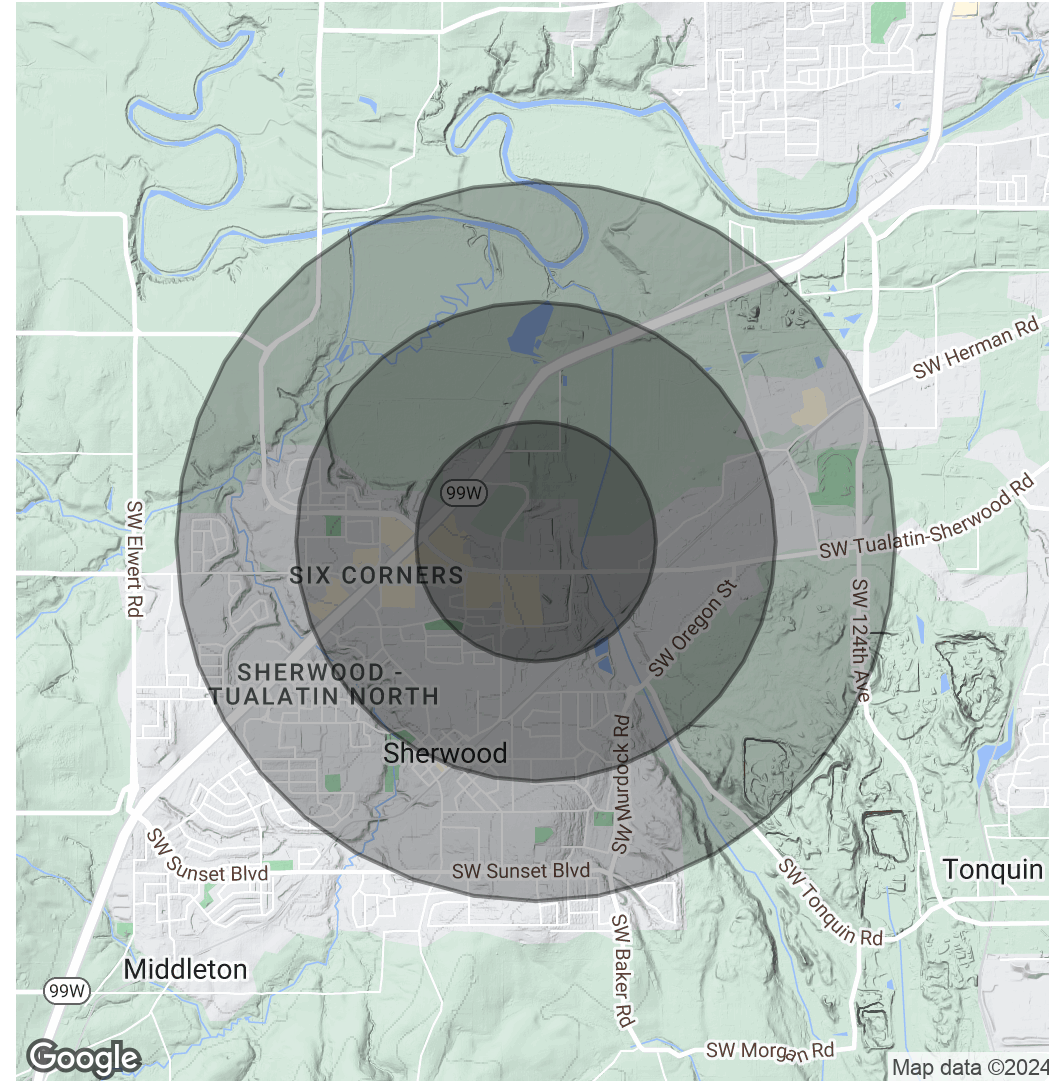 SW Herman Rd
99W
SW Tualatin-Sherwood Rd
SW Elwert Rd
SIX CORNERS
SW Oregon St
SW 124th Ave
SHERWOOD -
TUALATIN NORTH
Sherwood
SW Murdock Rd
SW Sunset Blvd
SW Sunset Blvd
Tonquin
SW Tonquin Rd
SW Baker Rd
Middleton
99W
SW Morgan Rd
Google
Map data ©2024